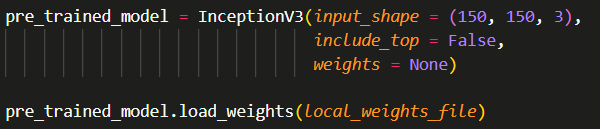 pre_trained_model = InceptionV3(input_shape = (150, 150, 3),
include_top = False,
weights = None)
pre_trained_model.load_weights(local_weights_file)